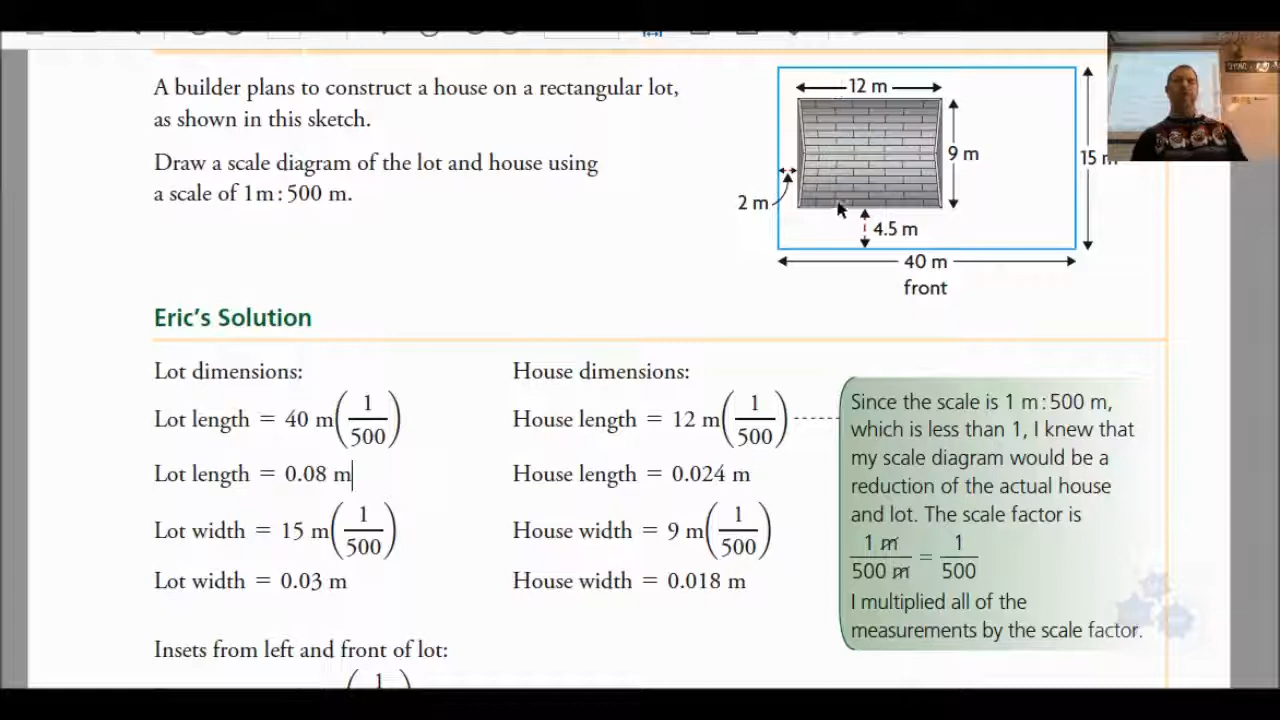 A builder plans to construct a house on a rectangular lot,
as shown in this sketch.
Draw a scale diagram of the lot and house using
a scale of 1m : 500 m.
12 m
9 m
15 m
2 m
4.5 m
40 m
front
Eric's Solution
Lot dimensions:
Lot length = 40 m(1/500)
Lot length = 0.08 m
Lot width = 15 m(1/500)
Lot width = 0.03 m
House dimensions:
House length = 12 m(1/500)
House length = 0.024 m
House width = 9 m(1/500)
House width = 0.018 m
Since the scale is 1 m : 500 m,
which is less than 1, I knew that
my scale diagram would be a
reduction of the actual house
and lot. The scale factor is
1 m/500 m = 1/500
I multiplied all of the
measurements by the scale factor.
Insets from left and front of lot:
(1